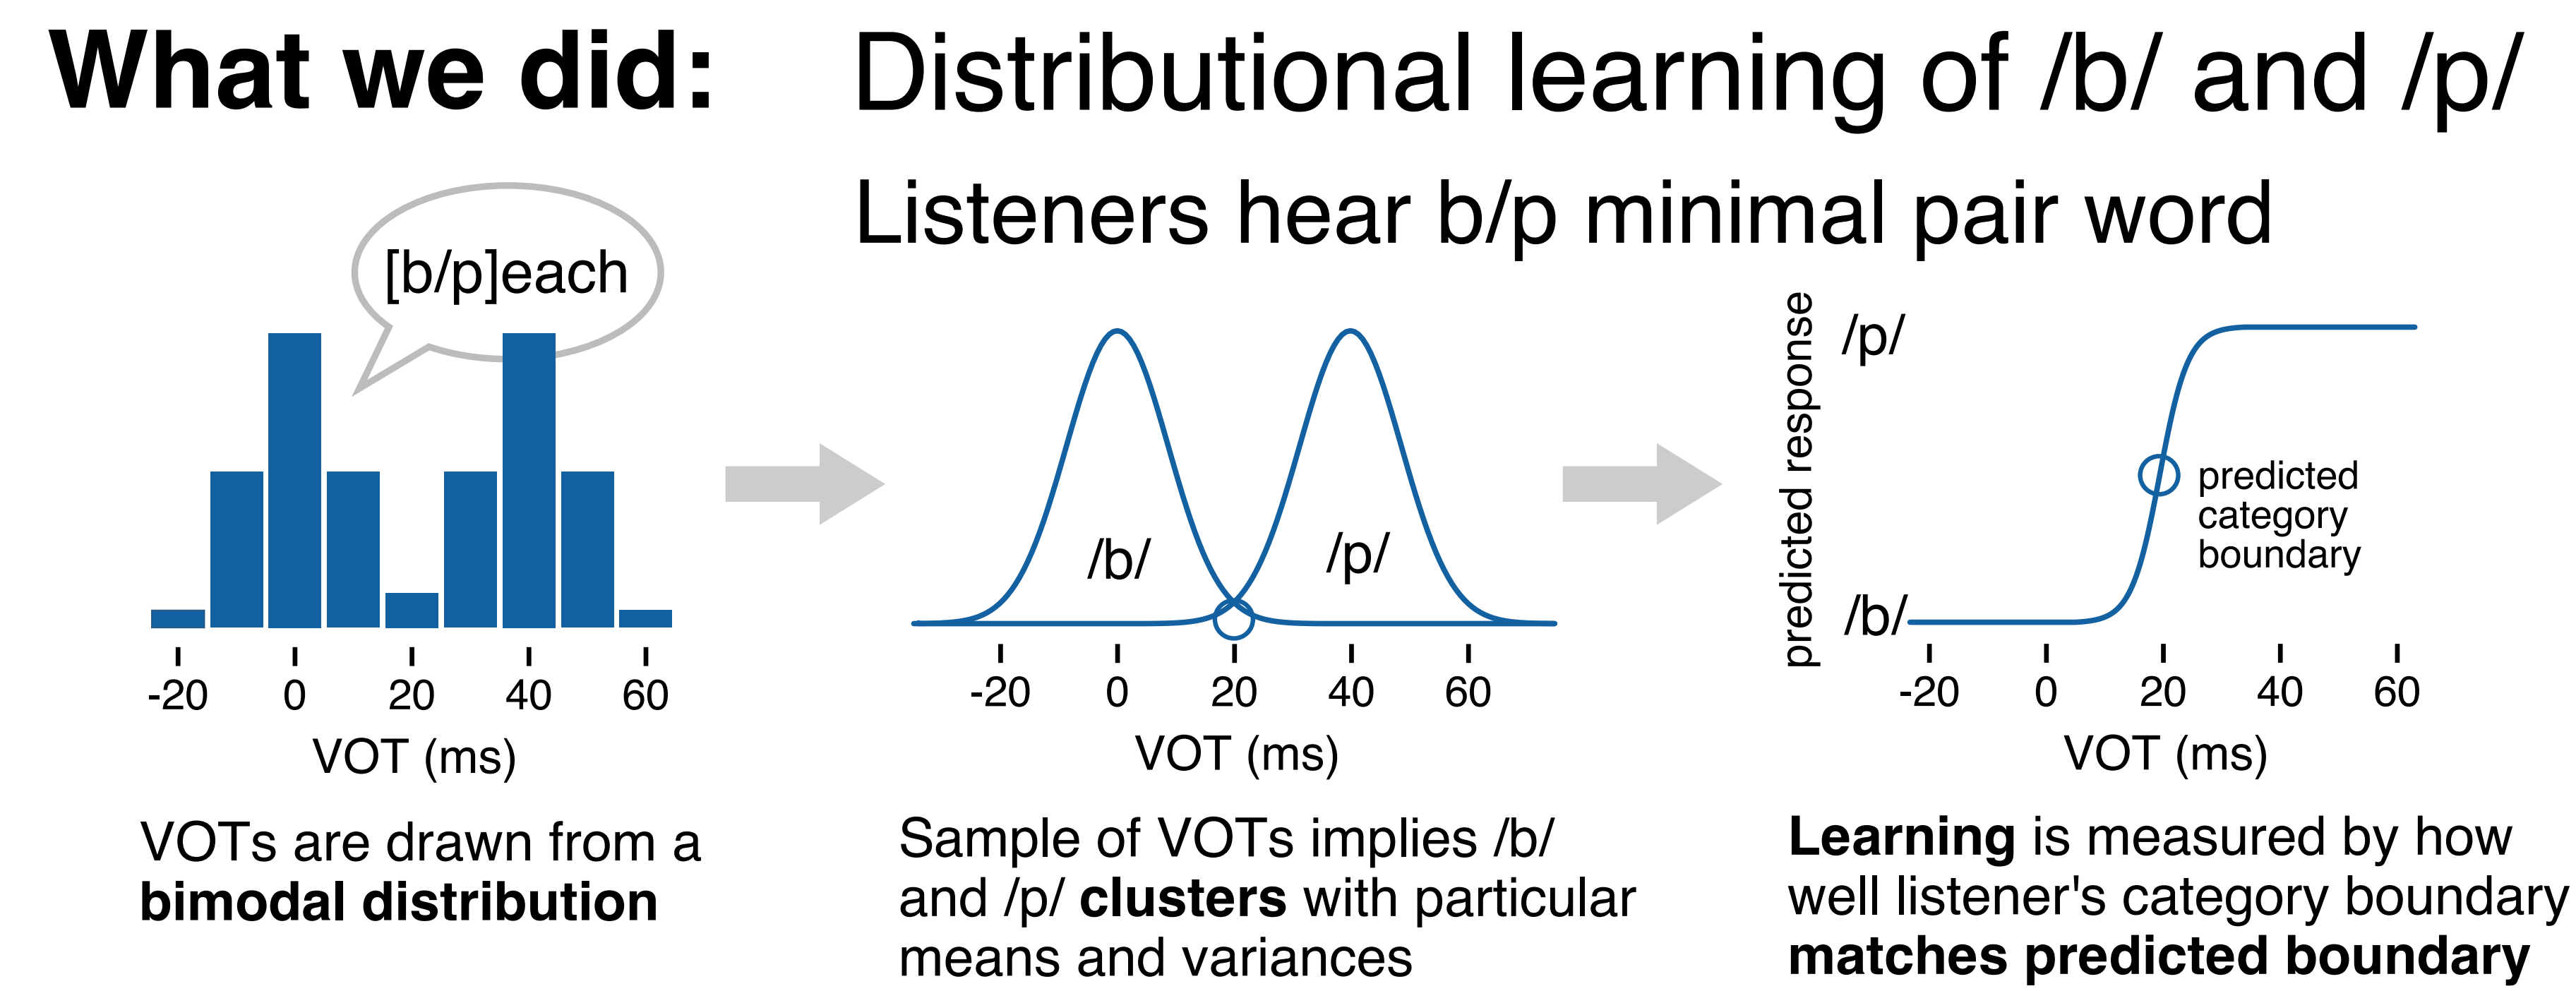 What we did: Distributional learning of /b/ and /p/
Listeners hear b/p minimal pair word
[b/p]each
-20 0 20 40 60
VOT (ms)
VOTs are drawn from a
bimodal distribution
/b/ /p/
-20 0 20 40 60
VOT (ms)
Sample of VOTs implies /b/
and /p/ clusters with particular
means and variances
predicted response
/p/
/b/
predicted
category
boundary
-20 0 20 40 60
VOT (ms)
Learning is measured by how
well listener's category boundary
matches predicted boundary